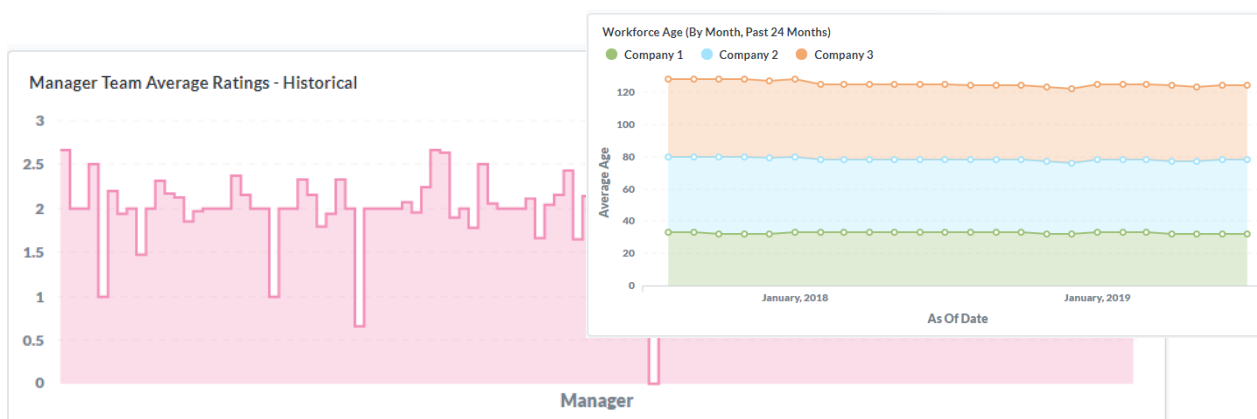 Manager Team Average Ratings - Historical
3
2.5
2
1.5
1
0.5
0
Manager
Workforce Age (By Month, Past 24 Months)
Company 1 Company 2 Company 3
Average Age
120
100
80
60
40
20
0
January, 2018 January, 2019
As Of Date